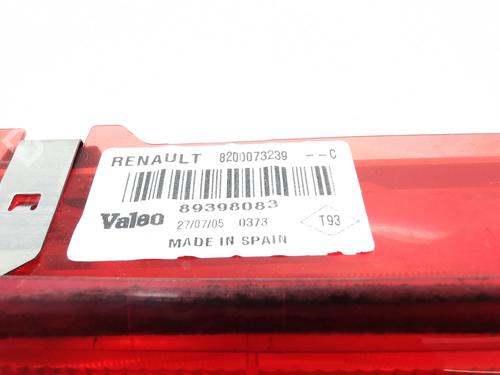 RENAULT 8200073239 --C
89398083
Valeo 27/07/05 0373 T93
MADE IN SPAIN